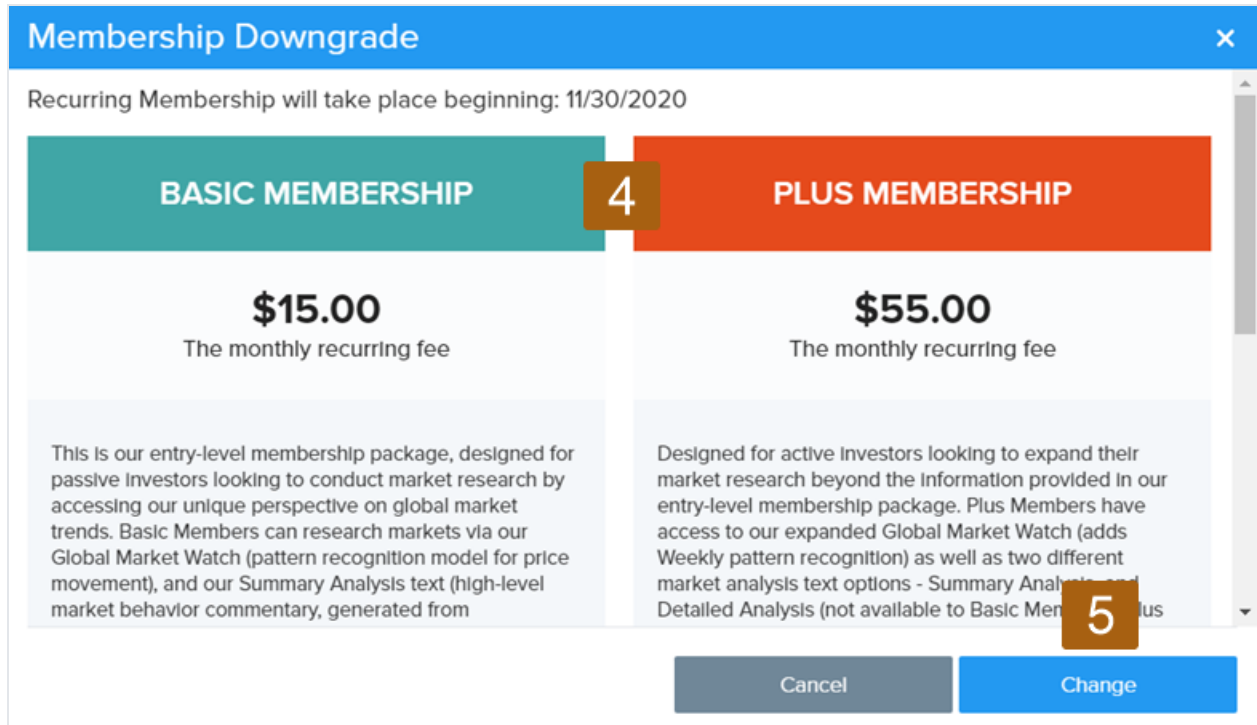 Membership Downgrade ×
Recurring Membership will take place beginning: 11/30/2020
BASIC MEMBERSHIP
4
PLUS MEMBERSHIP
$15.00
The monthly recurring fee
$55.00
The monthly recurring fee
This is our entry-level membership package, designed for
passive investors looking to conduct market research by
accessing our unique perspective on global market
trends. Basic Members can research markets via our
Global Market Watch (pattern recognition model for price
movement), and our Summary Analysis text (high-level
market behavior commentary, generated from
Designed for active investors looking to expand their
market research beyond the information provided in our
entry-level membership package. Plus Members have
access to our expanded Global Market Watch (adds
Weekly pattern recognition) as well as two different
market analysis text options - Summary Analysis and
Detailed Analysis (not available to Basic
5
Cancel
Change